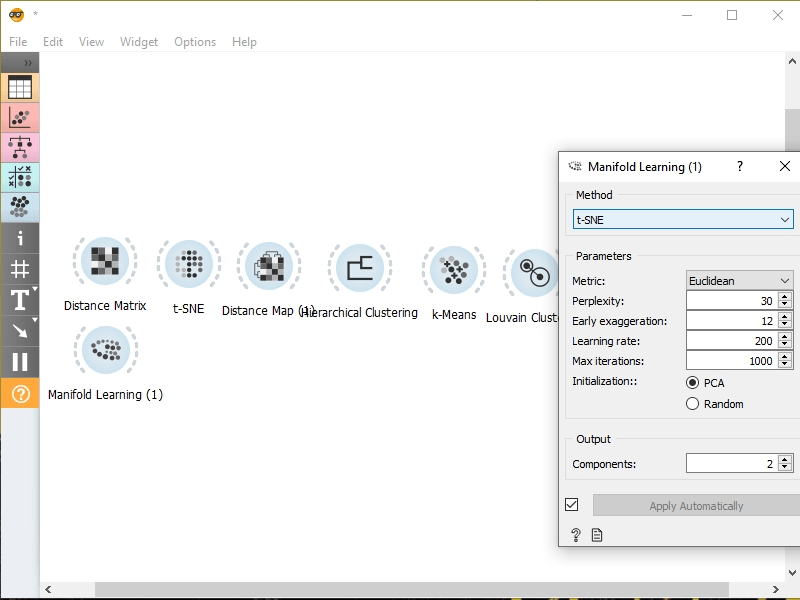 *
File Edit View Widget Options Help
Manifold Learning (1) ?
Method
t-SNE
Parameters
Metric: Euclidean
Perplexity: 30
Early exaggeration: 12
Learning rate: 200
Max iterations: 1000
Initialization:: PCA
Random
Output
Components: 2
Apply Automatically
Distance Matrix
t-SNE
Distance Map (1)
Hierarchical Clustering
k-Means
Louvain Clust
Manifold Learning (1)